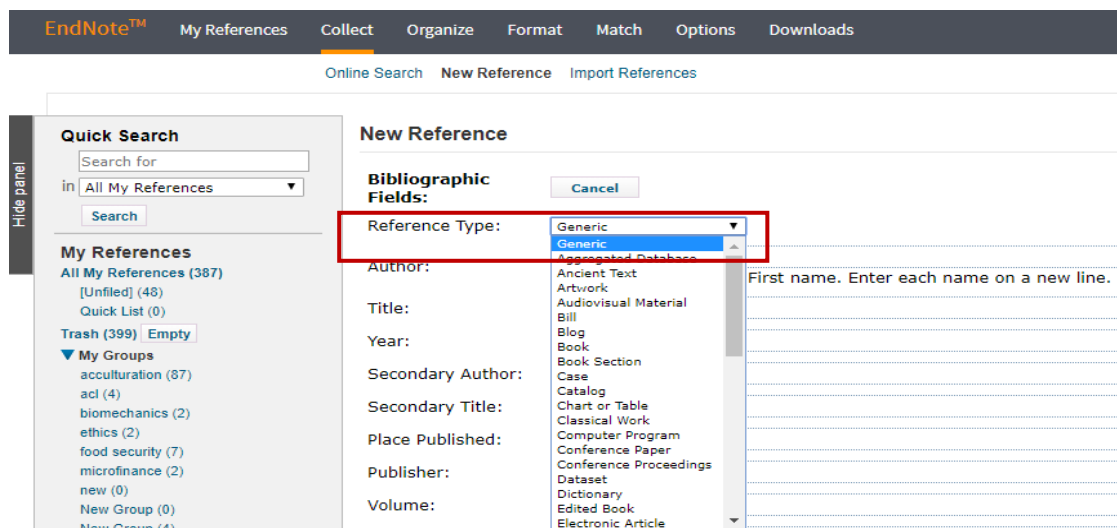 EndNote™ My References Collect Organize Format Match Options Downloads
Online Search New Reference Import References
Hide panel
Quick Search
Search for
in All My References
Search
My References
All My References (387)
[Unfiled] (48)
Quick List (0)
Trash (399) Empty
My Groups
acculturation (87)
acl (4)
biomechanics (2)
ethics (2)
food security (7)
microfinance (2)
new (0)
New Group (0)
New Group (4)
New Reference
Bibliographic
Fields:
Cancel
Reference Type:
Generic
Author:
First name. Enter each name on a new line.
Title:
Year:
Secondary Author:
Secondary Title:
Place Published:
Publisher:
Volume:
Generic
Aggregated Database
Ancient Text
Artwork
Audiovisual Material
Bill
Blog
Book
Book Section
Case
Catalog
Chart or Table
Classical Work
Computer Program
Conference Paper
Conference Proceedings
Dataset
Dictionary
Edited Book
Electronic Article